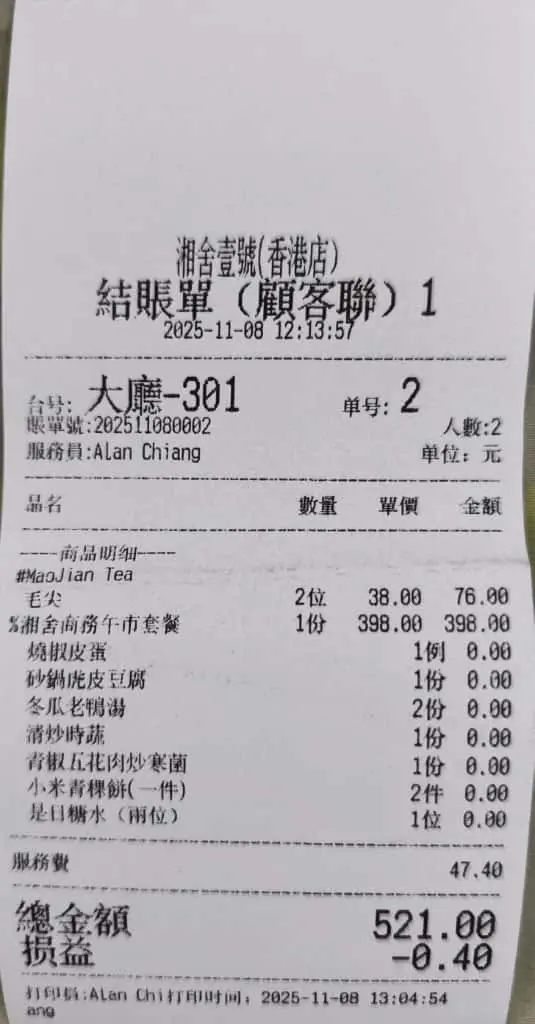 湘舍壹號(香港店)
結賬單（顧客聯）1
2025-11-08 12:13:57
台号: 大廳-301 单号: 2
賬單號:202511080002 人數:2
服務員:Alan Chiang 单位: 元
品名 數量 單價 金額
----商品明细----
#MaoJian Tea
毛尖 2位 38.00 76.00
%湘舍商務午市套餐 1份 398.00 398.00
燒椒皮蛋 1例 0.00
砂鍋虎皮豆腐 1份 0.00
冬瓜老鴨湯 2份 0.00
清炒時蔬 1份 0.00
青椒五花肉炒寒菌 1份 0.00
小米青稞餅(一件) 2件 0.00
是日糖水（兩位） 1位 0.00
服務費 47.40
總金額 521.00
损益 -0.40
打印员:Alan Chi打印时间: 2025-11-08 13:04:54
ang